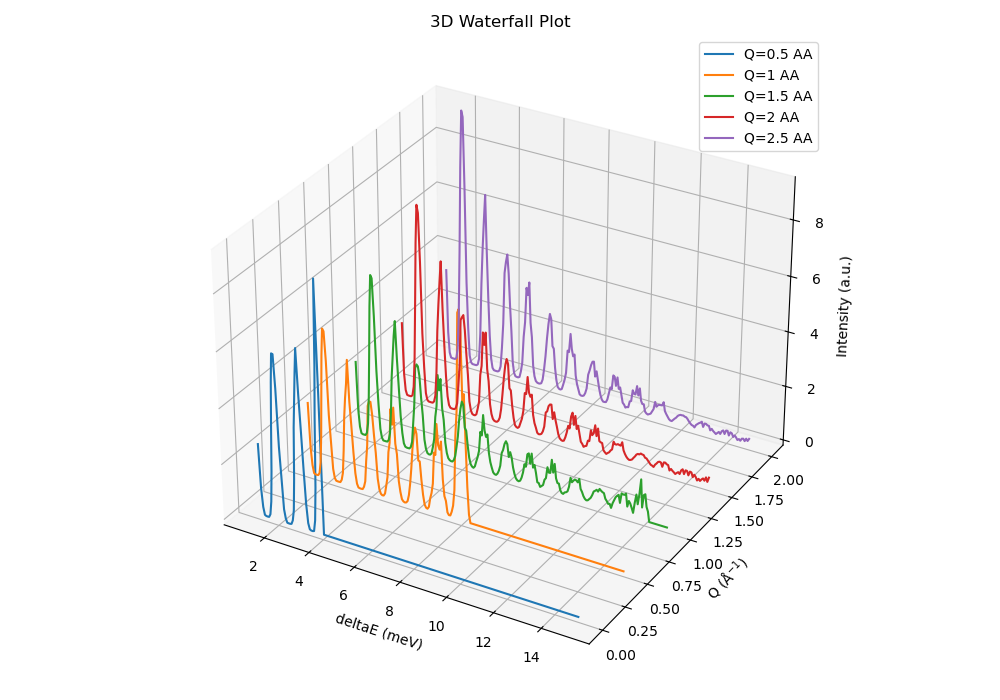 3D Waterfall Plot
Q=0.5 AA
Q=1 AA
Q=1.5 AA
Q=2 AA
Q=2.5 AA
8
6
4
2
0
Intensity (a.u.)
2.00
1.75
1.50
1.25
1.00
0.75
0.50
0.25
0.00
Q (Å⁻¹)
2
4
6
8
10
12
14
deltaE (meV)